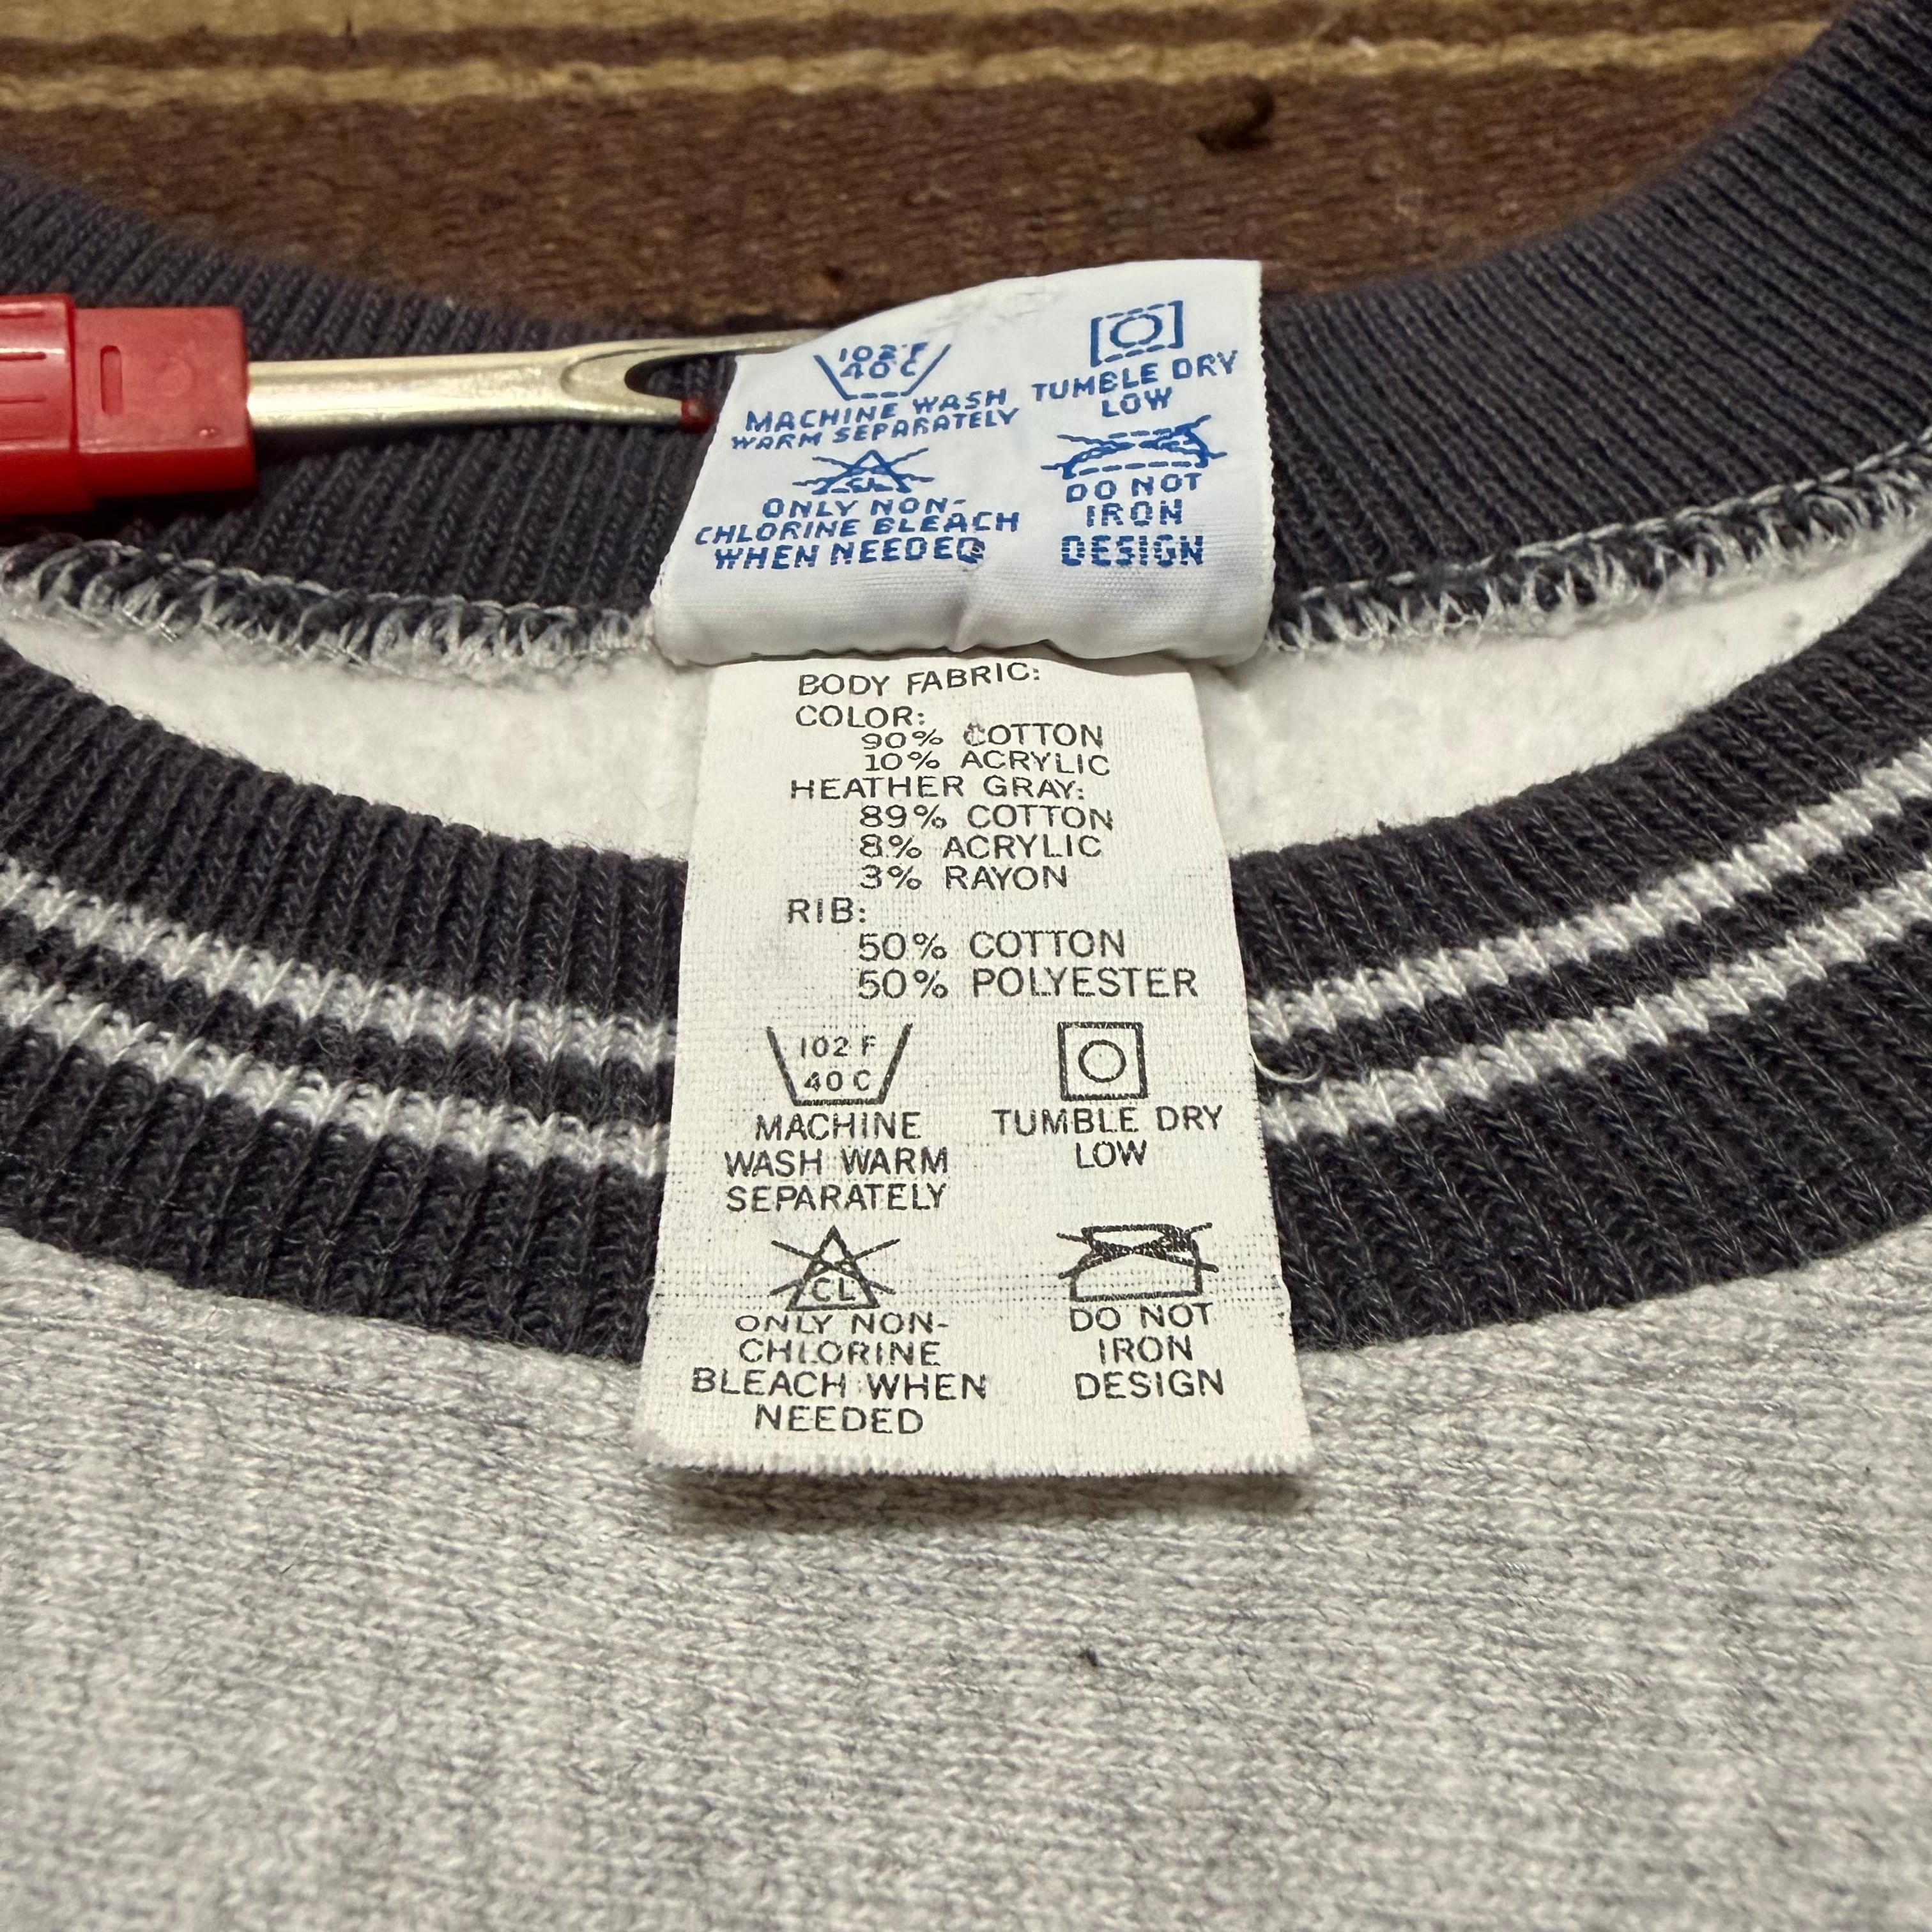 102 F
40 C
MACHINE WASH
WARM SEPARATELY
CL
ONLY NON-
CHLORINE BLEACH
WHEN NEEDED
TUMBLE DRY
LOW
DO NOT
IRON
DESIGN
BODY FABRIC:
COLOR:
90% COTTON
10% ACRYLIC
HEATHER GRAY:
89% COTTON
8% ACRYLIC
3% RAYON
RIB:
50% COTTON
50% POLYESTER
102 F
40 C
MACHINE
WASH WARM
SEPARATELY
TUMBLE DRY
LOW
CL
ONLY NON-
CHLORINE
BLEACH WHEN
NEEDED
DO NOT
IRON
DESIGN